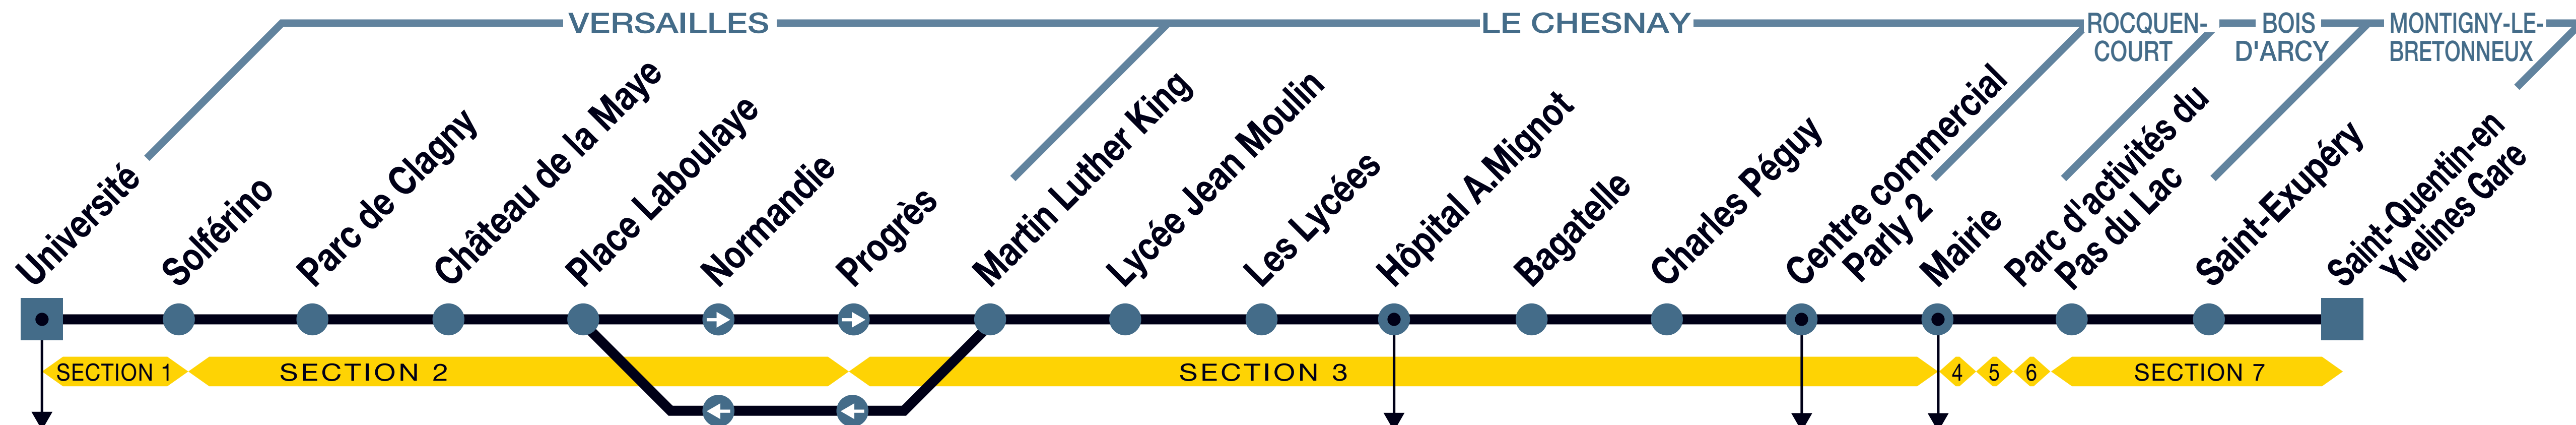 VERSAILLES
LE CHESNAY
ROCQUEN-
COURT
BOIS
D'ARCY
MONTIGNY-LE-
BRETONNEUX
Université
Solférino
Parc de Clagny
Château de la Maye
Place Laboulaye
Normandie
Progrès
Martin Luther King
Lycée Jean Moulin
Les Lycées
Hôpital A.Mignot
Bagatelle
Charles Péguy
Centre commercial
Parly 2
Mairie
Parc d'activités du
Pas du Lac
Saint-Exupéry
Saint-Quentin-en
Yvelines Gare
SECTION 1
SECTION 2
SECTION 3
4
5
6
SECTION 7